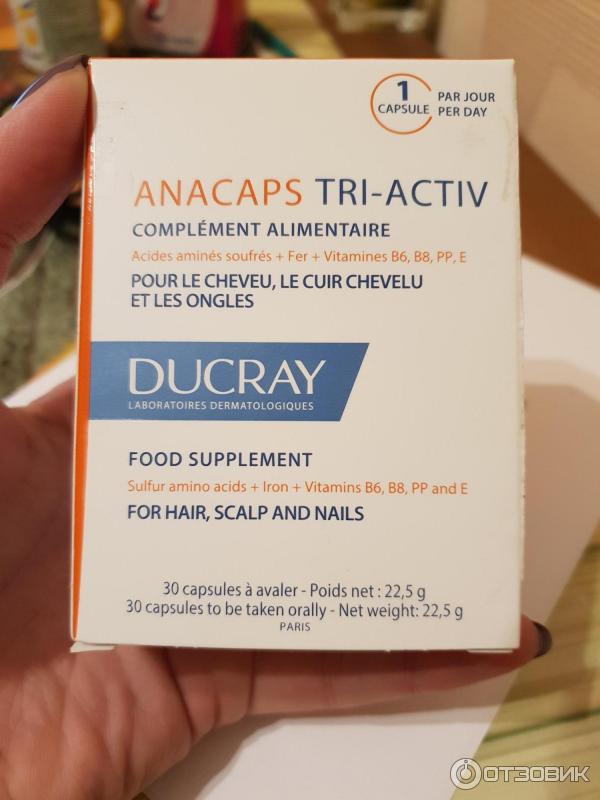 1
CAPSULE
PAR JOUR
PER DAY
ANACAPS TRI-ACTIV
COMPLÉMENT ALIMENTAIRE
Acides aminés soufrés + Fer + Vitamines B6, B8, PP, E
POUR LE CHEVEU, LE CUIR CHEVELU
ET LES ONGLES
DUCRAY
LABORATOIRES DERMATOLOGIQUES
FOOD SUPPLEMENT
Sulfur amino acids + Iron + Vitamins B6, B8, PP and E
FOR HAIR, SCALP AND NAILS
30 capsules à avaler - Poids net : 22,5 g
30 capsules to be taken orally - Net weight: 22,5 g
PARIS
ОТЗОВИК